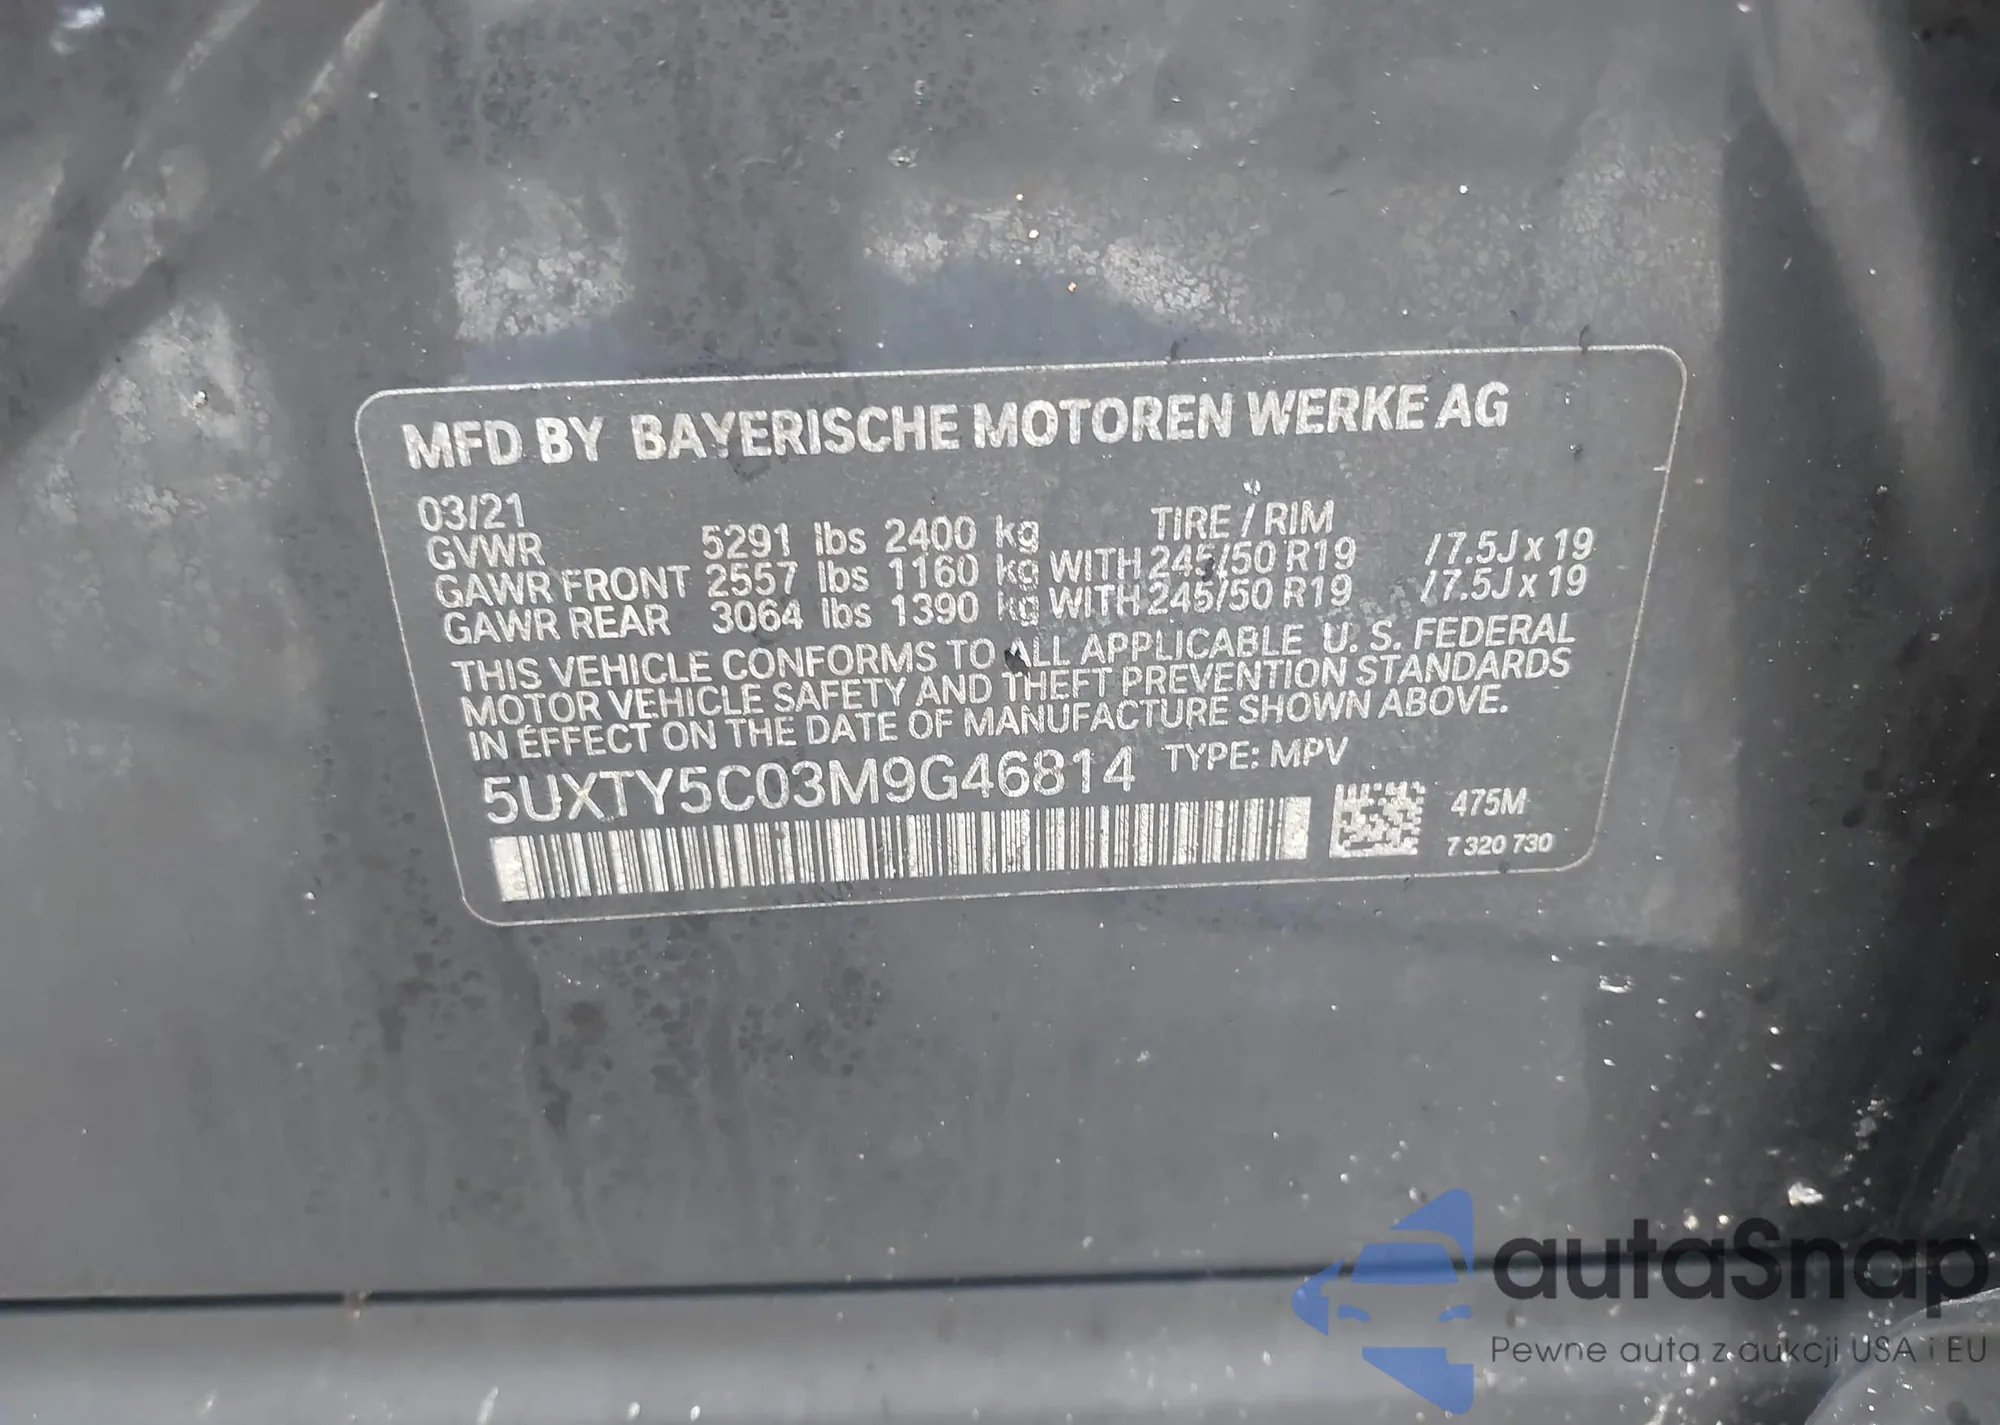 MFD BY BAYERISCHE MOTOREN WERKE AG
03/21 TIRE / RIM
GVWR 5291 lbs 2400 kg
GAWR FRONT 2557 lbs 1160 kg WITH 245/50 R19 /7.5J x 19
GAWR REAR 3064 lbs 1390 kg WITH 245/50 R19 /7.5J x 19
THIS VEHICLE CONFORMS TO ALL APPLICABLE U. S. FEDERAL
MOTOR VEHICLE SAFETY AND THEFT PREVENTION STANDARDS
IN EFFECT ON THE DATE OF MANUFACTURE SHOWN ABOVE.
5UXTY5C03M9G46814 TYPE: MPV
475M
7 320 730
autaSnap
Pewne auta z aukcji USA i EU